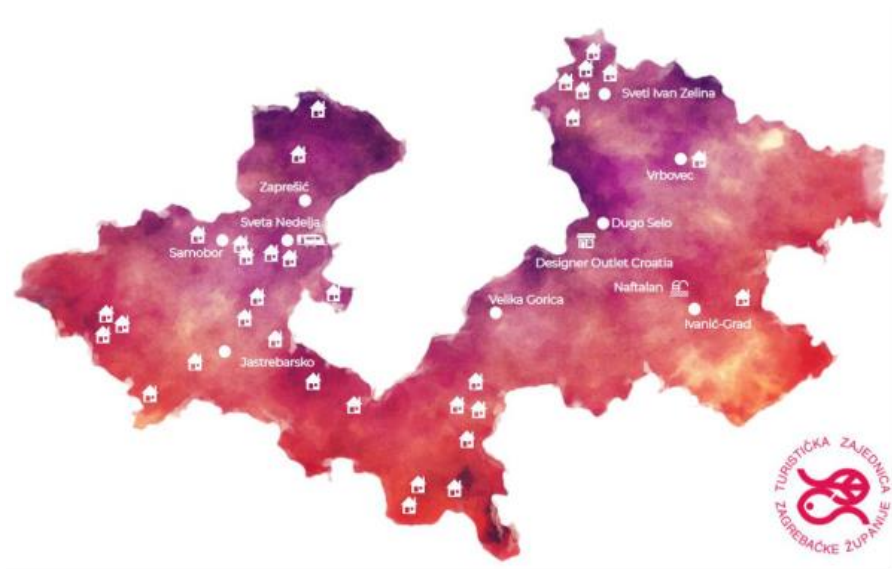 Sveti Ivan Zelina
Vrbovec
Zaprešić
Sveta Nedelja
Dugo Selo
Samobor
Designer Outlet Croatia
Naftalan
Velika Gorica
Ivanić-Grad
Jastrebarsko
TURISTIČKA ZAJEDNICA
ZAGREBAČKE ŽUPANIJE